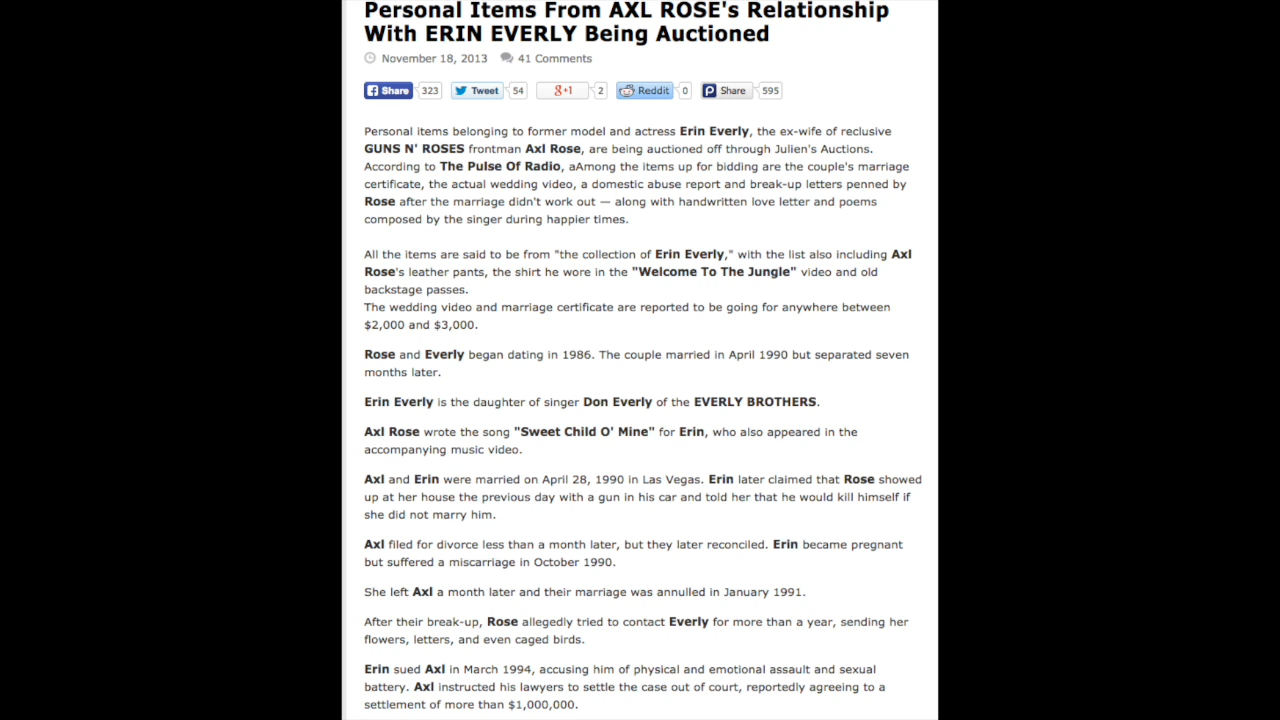 Personal Items From AXL ROSE's Relationship
With ERIN EVERLY Being Auctioned
November 18, 2013 41 Comments
Share 323 Tweet 54 g+1 2 Reddit 0 Share 595
Personal items belonging to former model and actress Erin Everly, the ex-wife of reclusive
GUNS N' ROSES frontman Axl Rose, are being auctioned off through Julien's Auctions.
According to The Pulse Of Radio, aAmong the items up for bidding are the couple's marriage
certificate, the actual wedding video, a domestic abuse report and break-up letters penned by
Rose after the marriage didn't work out — along with handwritten love letter and poems
composed by the singer during happier times.
All the items are said to be from "the collection of Erin Everly," with the list also including Axl
Rose's leather pants, the shirt he wore in the "Welcome To The Jungle" video and old
backstage passes.
The wedding video and marriage certificate are reported to be going for anywhere between
$2,000 and $3,000.
Rose and Everly began dating in 1986. The couple married in April 1990 but separated seven
months later.
Erin Everly is the daughter of singer Don Everly of the EVERLY BROTHERS.
Axl Rose wrote the song "Sweet Child O' Mine" for Erin, who also appeared in the
accompanying music video.
Axl and Erin were married on April 28, 1990 in Las Vegas. Erin later claimed that Rose showed
up at her house the previous day with a gun in his car and told her that he would kill himself if
she did not marry him.
Axl filed for divorce less than a month later, but they later reconciled. Erin became pregnant
but suffered a miscarriage in October 1990.
She left Axl a month later and their marriage was annulled in January 1991.
After their break-up, Rose allegedly tried to contact Everly for more than a year, sending her
flowers, letters, and even caged birds.
Erin sued Axl in March 1994, accusing him of physical and emotional assault and sexual
battery. Axl instructed his lawyers to settle the case out of court, reportedly agreeing to a
settlement of more than $1,000,000.